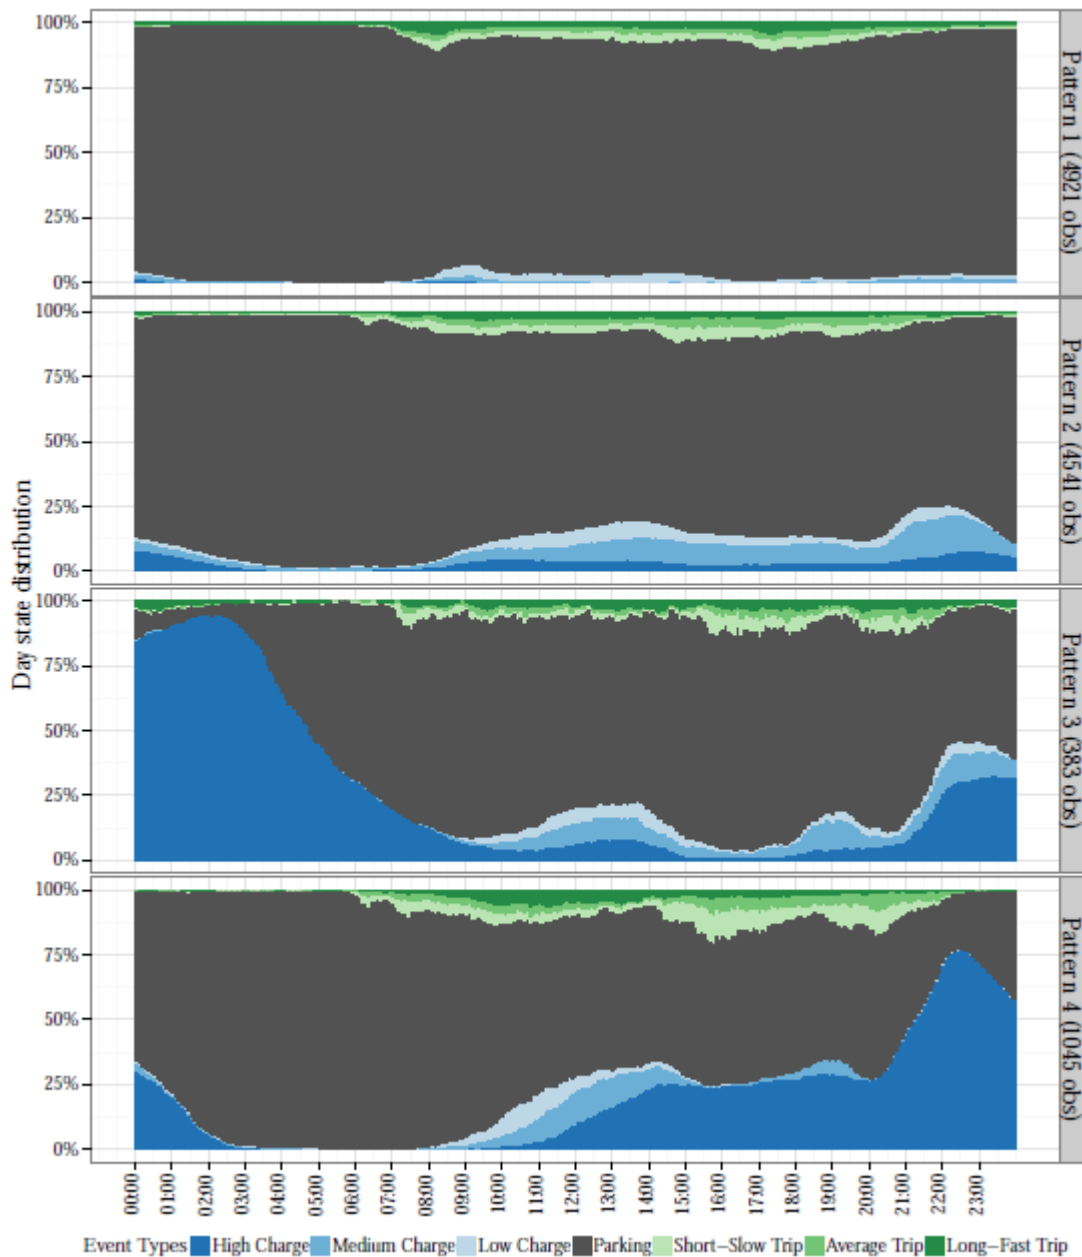 Day state distribution
100%
75%
50%
25%
0%
Pattern 1 (4921 obs)
100%
75%
50%
25%
0%
Pattern 2 (4541 obs)
100%
75%
50%
25%
0%
Pattern 3 (383 obs)
100%
75%
50%
25%
0%
Pattern 4 (1045 obs)
00:00 01:00 02:00 03:00 04:00 05:00 06:00 07:00 08:00 09:00 10:00 11:00 12:00 13:00 14:00 15:00 16:00 17:00 18:00 19:00 20:00 21:00 22:00 23:00
Event Types High Charge Medium Charge Low Charge Parking Short–Slow Trip Average Trip Long–Fast Trip